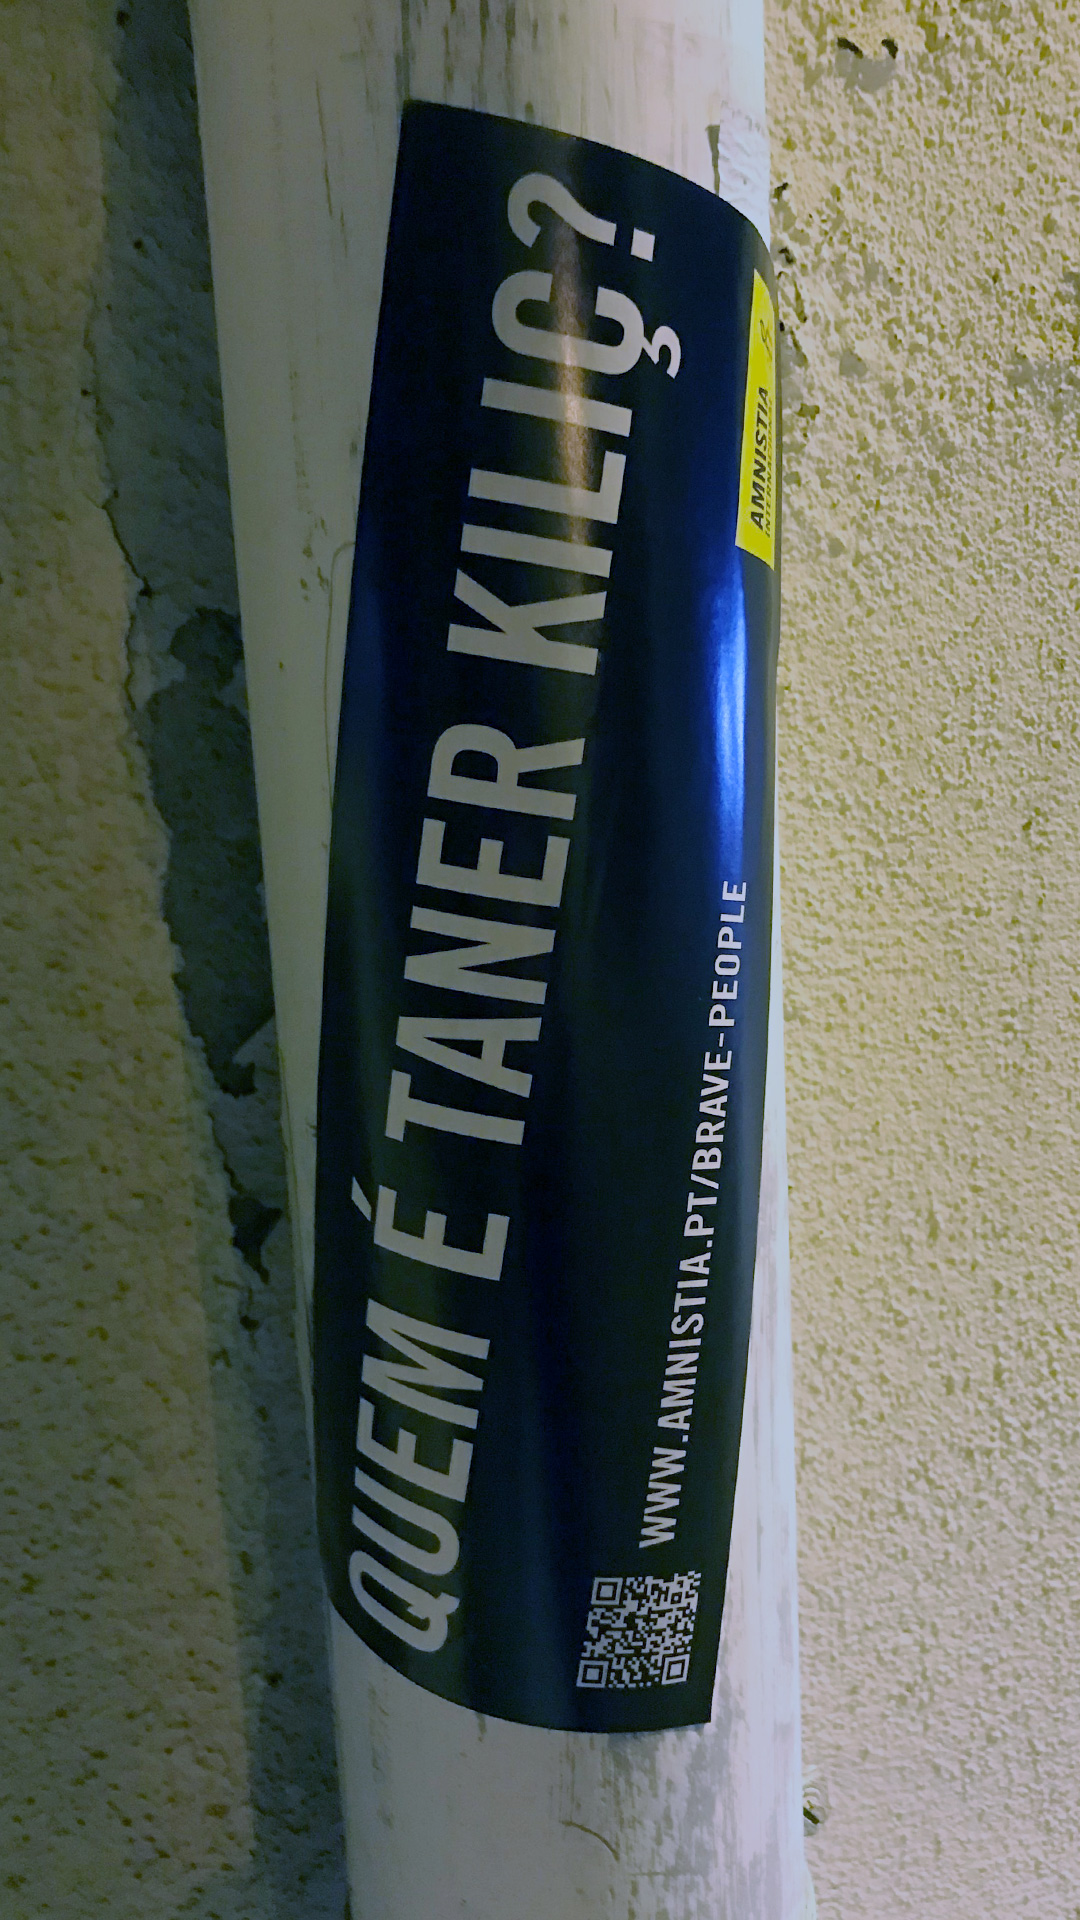 QUEM É TANER KILIÇ?
WWW.AMNISTIA.PT/BRAVE-PEOPLE
AMNISTIA